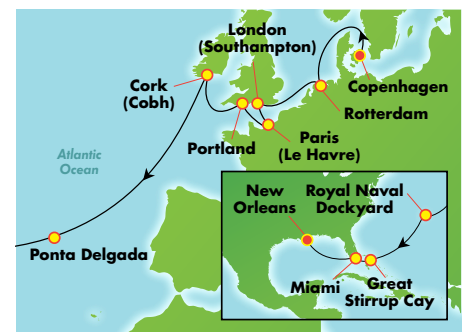 London
(Southampton)
Cork
(Cobh)
Copenhagen
Rotterdam
Portland
Paris
(Le Havre)
Atlantic
Ocean
Ponta Delgada
New
Orleans
Royal Naval
Dockyard
Miami
Great
Stirrup Cay